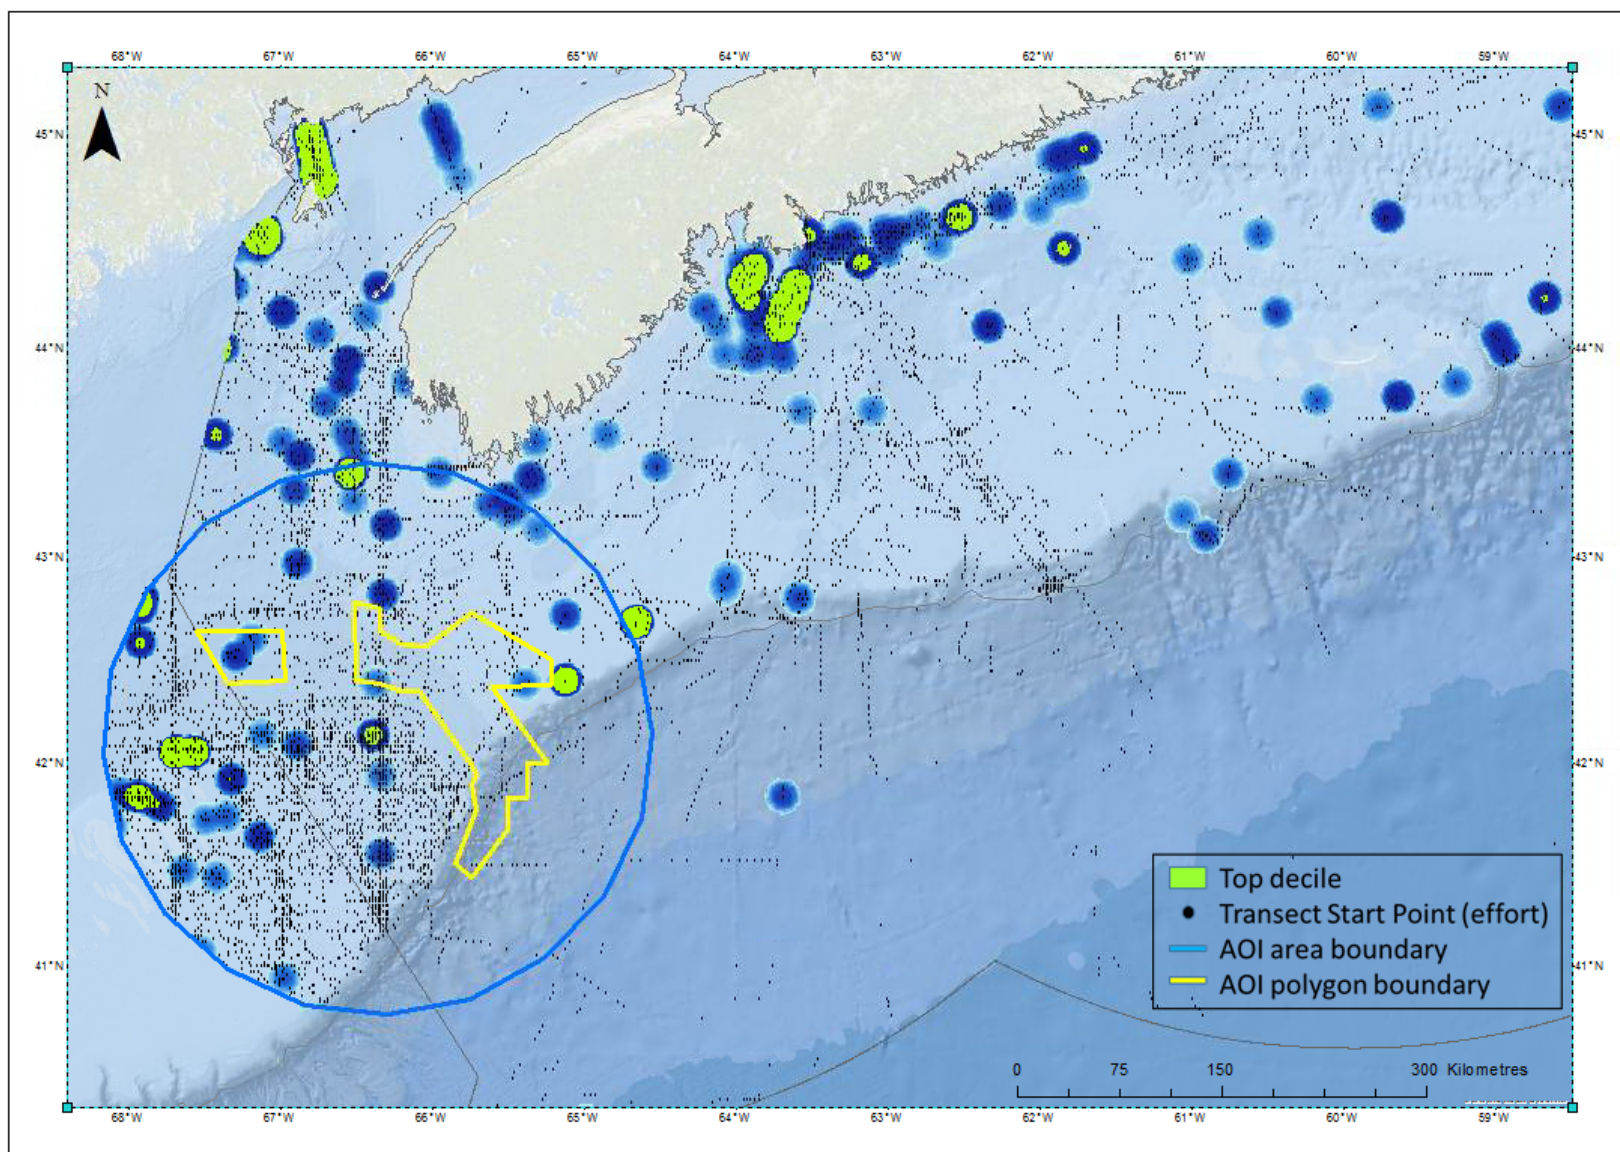 68°W 67°W 66°W 65°W 64°W 63°W 62°W 61°W 60°W 59°W
N
45°N 45°N
44°N 44°N
43°N 43°N
42°N 42°N
Top decile
Transect Start Point (effort)
AOI area boundary
41°N 41°N
AOI polygon boundary
0 75 150 300 Kilometres
68°W 67°W 66°W 65°W 64°W 63°W 62°W 61°W 60°W 59°W